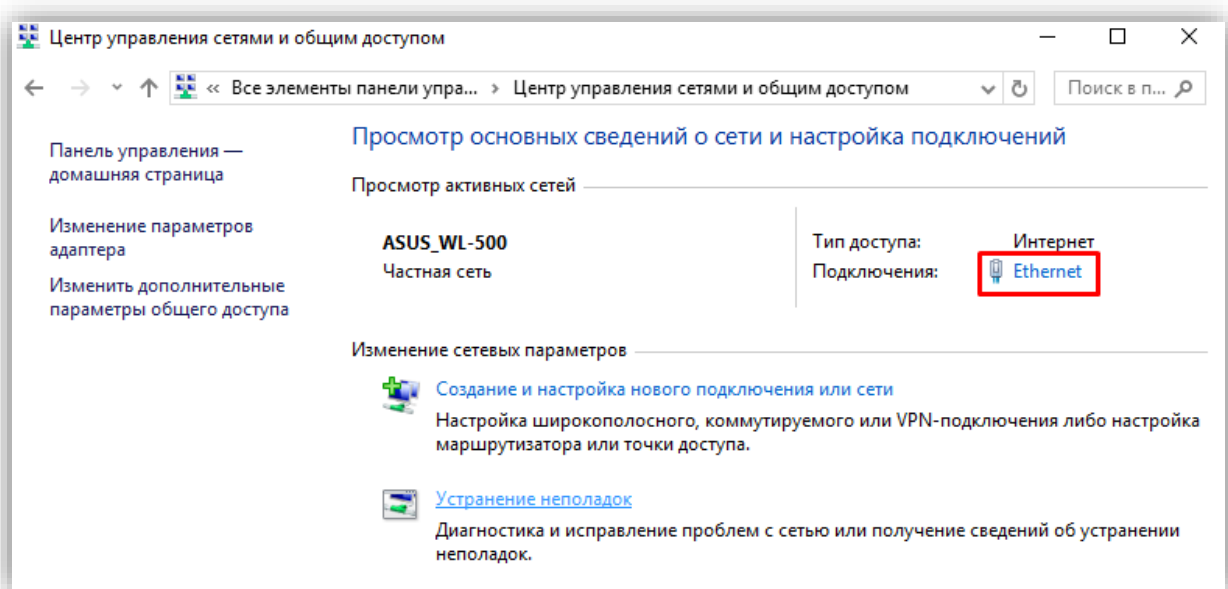 Центр управления сетями и общим доступом
« Все элементы панели упра... › Центр управления сетями и общим доступом
Поиск в п...
Панель управления —
домашняя страница
Изменение параметров
адаптера
Изменить дополнительные
параметры общего доступа
Просмотр основных сведений о сети и настройка подключений
Просмотр активных сетей
ASUS_WL-500
Частная сеть
Тип доступа: Интернет
Подключения: Ethernet
Изменение сетевых параметров
Создание и настройка нового подключения или сети
Настройка широкополосного, коммутируемого или VPN-подключения либо настройка
маршрутизатора или точки доступа.
Устранение неполадок
Диагностика и исправление проблем с сетью или получение сведений об устранении
неполадок.